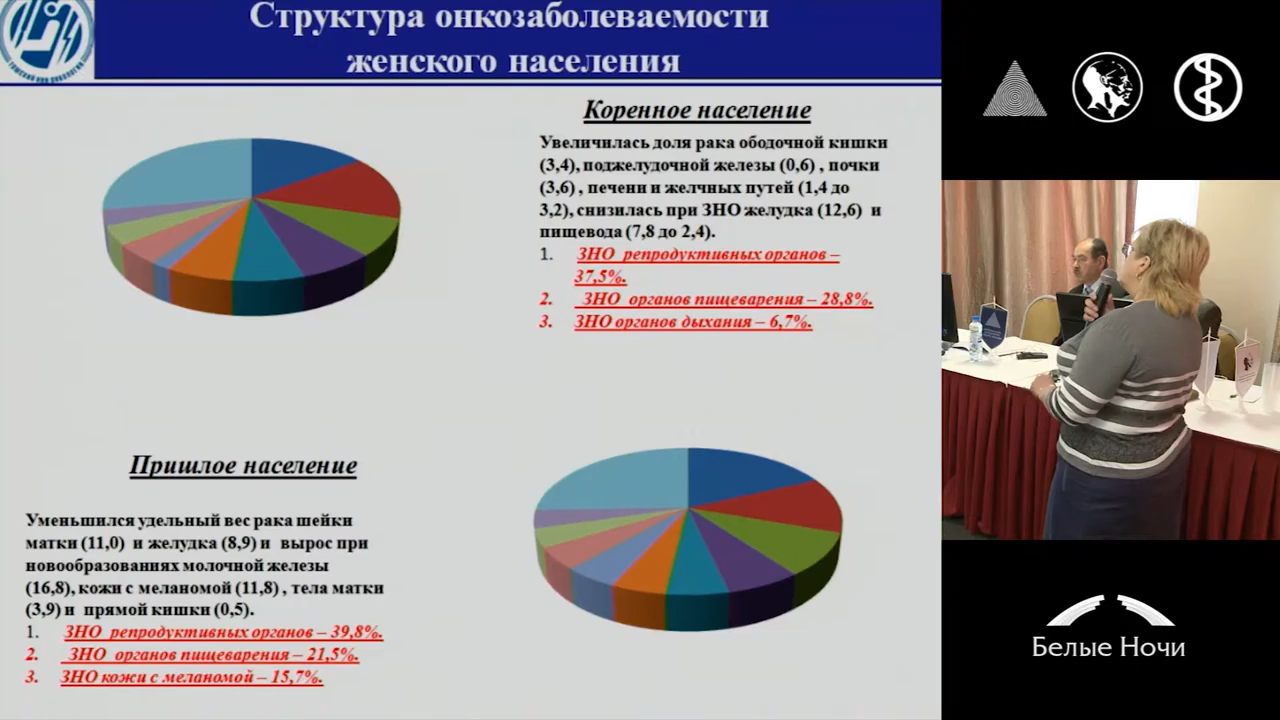 Структура онкозаболеваемости
женского населения
Коренное население
Увеличилась доля рака ободочной кишки
(3,4), поджелудочной железы (0,6) , почки
(3,6) , печени и желчных путей (1,4 до
3,2), снизилась при ЗНО желудка (12,6) и
пищевода (7,8 до 2,4).
1. ЗНО репродуктивных органов –
37,5%.
2. ЗНО органов пищеварения – 28,8%.
3. ЗНО органов дыхания – 6,7%.
Пришлое население
Уменьшился удельный вес рака шейки
матки (11,0) и желудка (8,9) и вырос при
новообразованиях молочной железы
(16,8), кожи с меланомой (11,8) , тела матки
(3,9) и прямой кишки (0,5).
1. ЗНО репродуктивных органов – 39,8%.
2. ЗНО органов пищеварения – 21,5%.
3. ЗНО кожи с меланомой – 15,7%.
Белые Ночи